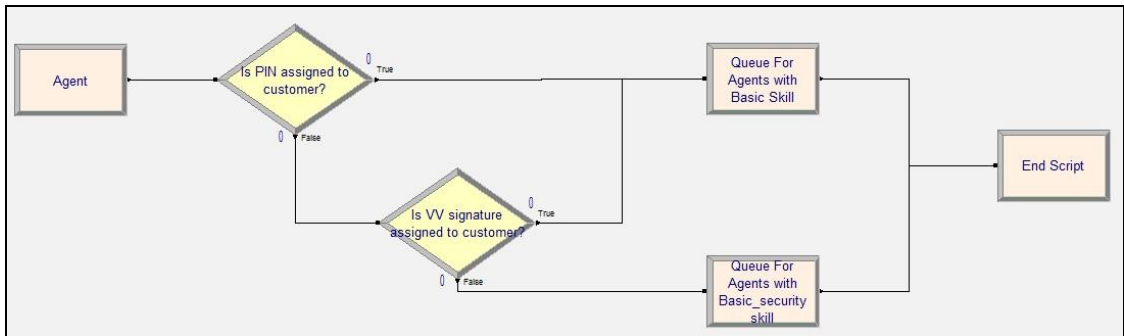 Agent
Is PIN assigned to
customer?
0
True
0
False
Is VV signature
assigned to customer?
0
True
0
False
Queue For
Agents with
Basic Skill
Queue For
Agents with
Basic_security
skill
End Script